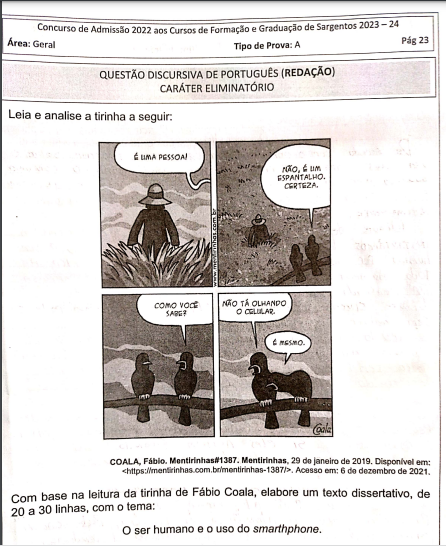 Concurso de Admissão 2022 aos Cursos de Formação e Graduação de Sargentos 2023 – 24
Área: Geral
Tipo de Prova: A
Pág 23
QUESTÃO DISCURSIVA DE PORTUGUÊS (REDAÇÃO)
CARÁTER ELIMINATÓRIO
Leia e analise a tirinha a seguir:
É UMA PESSOA!
NÃO, É UM
ESPANTALHO.
CERTEZA.
www.mentirinhas.com.br
COMO VOCÊ
SABE?
NÃO TÁ OLHANDO
O CELULAR.
É MESMO.
Coala
COALA, Fábio. Mentirinhas#1387. Mentirinhas, 29 de janeiro de 2019. Disponível em:
<https://mentirinhas.com.br/mentirinhas-1387/>. Acesso em: 6 de dezembro de 2021.
Com base na leitura da tirinha de Fábio Coala, elabore um texto dissertativo, de
20 a 30 linhas, com o tema:
O ser humano e o uso do smarthphone.